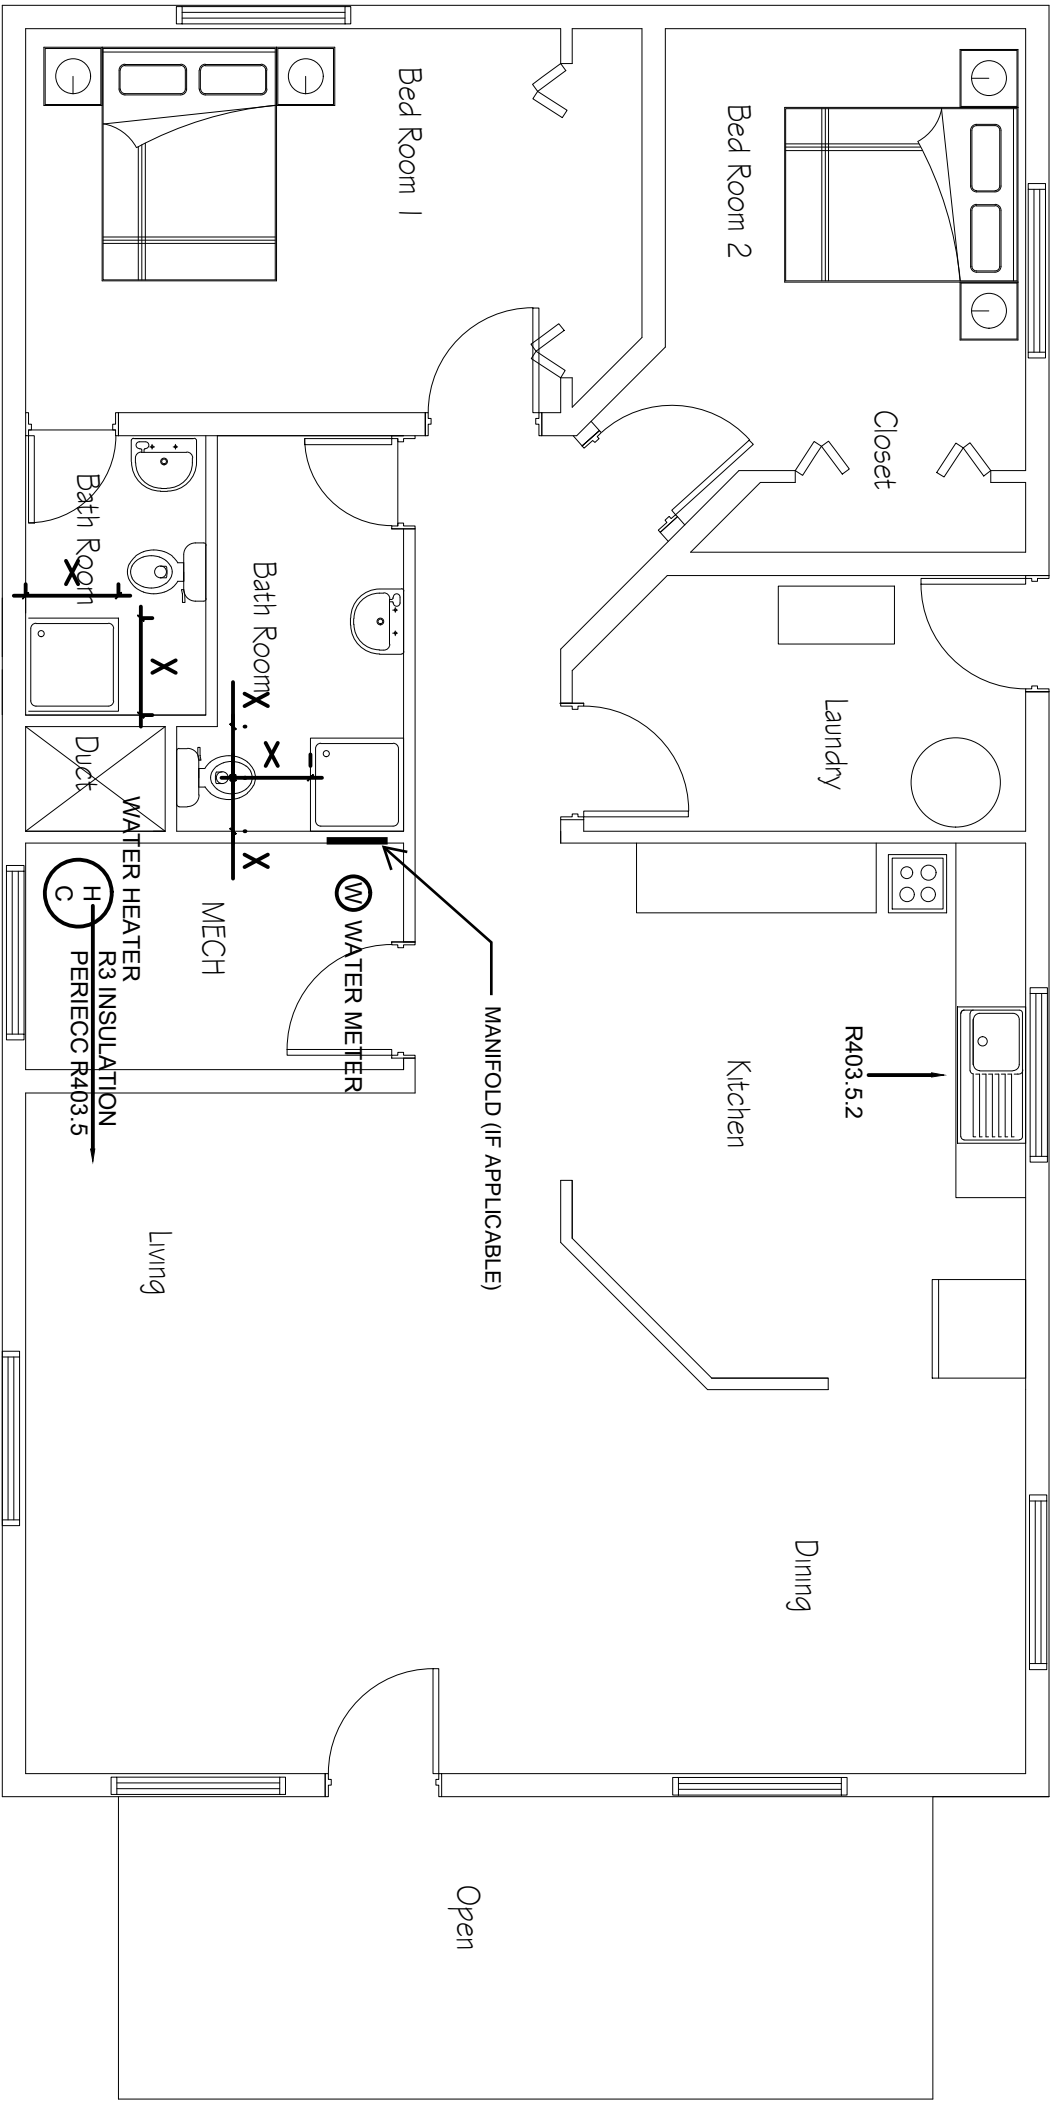 Bed Room 2
Closet
Laundry
R403.5.2
Kitchen
Dining
Bed Room 1
MANIFOLD (IF APPLICABLE)
Open
Bath Room
X
X
X
W
WATER METER
MECH
Bath Room
X
X
Duct
WATER HEATER
H
C
R3 INSULATION
PERIECC R403.5
Living